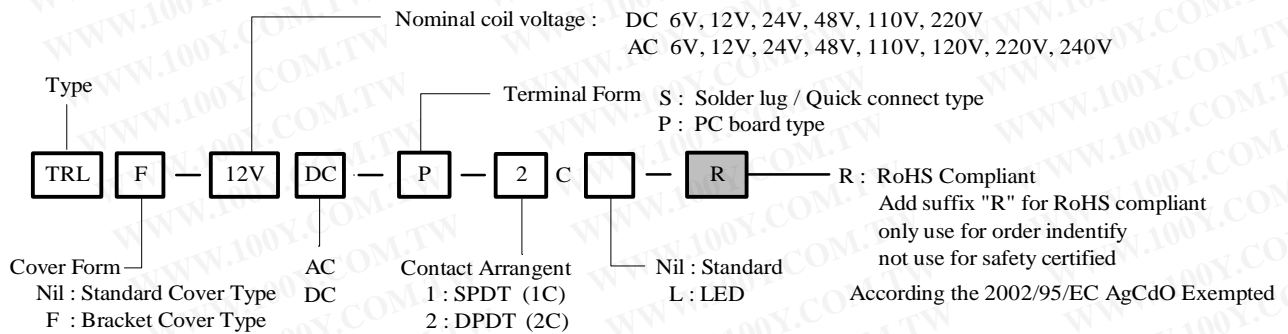 Nominal coil voltage : DC 6V, 12V, 24V, 48V, 110V, 220V
AC 6V, 12V, 24V, 48V, 110V, 120V, 220V, 240V
Type
Terminal Form S : Solder lug / Quick connect type
P : PC board type
TRL F — 12V DC — P — 2 C — R
R : RoHS Compliant
Add suffix "R" for RoHS compliant
only use for order indentify
not use for safety certified
According the 2002/95/EC AgCdO Exempted
Cover Form
Nil : Standard Cover Type
F : Bracket Cover Type
AC
DC
Contact Arrangent
1 : SPDT (1C)
2 : DPDT (2C)
Nil : Standard
L : LED
WWW.100Y.COM.TW